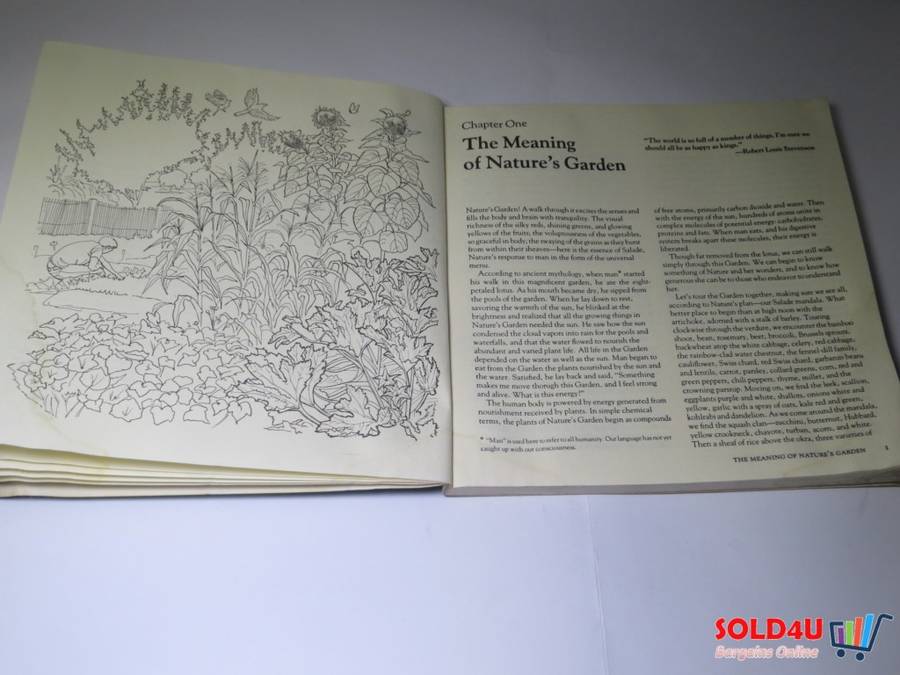 Chapter One
The Meaning
of Nature's Garden
"The world is so full of a number of things, I'm sure we
should all be as happy as kings."
—Robert Louis Stevenson
Nature's Garden! A walk through it excites the senses and
fills the body and brain with tranquility. The visual
richness of the silky reds, shining greens, and glowing
yellows of the fruits; the voluptuousness of the vegetables,
so graceful in body; the swaying of the grains as they burst
from within their sheaves—here is the essence of Salade,
Nature's response to man in the form of the universal
menu.
According to ancient mythology, when man* started
his walk in this magnificent garden, he ate the eight-
petaled lotus. As his mouth became dry, he sipped from
the pools of the garden. When he lay down to rest,
savoring the warmth of the sun, he blinked at the
brightness and realized that all the growing things in
Nature's Garden needed the sun. He saw how the sun
condensed the cloud vapors into rain for the pools and
waterfalls, and that the water flowed to nourish the
abundant and varied plant life. All life in the Garden
depended on the water as well as the sun. Man began to
eat from the Garden the plants nourished by the sun and
the water. Satisfied, he lay back and said, "Something
makes me move thorugh this Garden, and I feel strong
and alive. What is this energy?"
The human body is powered by energy generated from
nourishment received by plants. In simple chemical
terms, the plants of Nature's Garden begin as compounds
* "Man" is used here to refer to all humanity. Our language has not yet
caught up with our consciousness.
of free atoms, primarily carbon dioxide and water. Then
with the energy of the sun, hundreds of atoms unite in
complex molecules of potential energy: carbohydrates,
proteins and fats. When man eats, and his digestive
system breaks apart these molecules, their energy is
liberated.
Though far removed from the lotus, we can still walk
simply through this Garden. We can begin to know
something of Nature and her wonders, and to know how
generous she can be to those who endeavor to understand
her.
Let's tour the Garden together, making sure we see all,
according to Nature's plan—our Salade mandala. What
better place to begin than at high noon with the
artichoke, adorned with a stalk of barley. Touring
clockwise through the verdure, we encounter the bamboo
shoot, bean, rosemary, beet, broccoli, Brussels sprouts,
buckwheat atop the white cabbage, celery, red cabbage,
the rainbow-clad water chestnut, the fennel-dill family,
cauliflower, Swiss chard, red Swiss chard, garbanzo beans
and lentils, carrot, parsley, collard greens, corn, red and
green peppers, chili peppers, thyme, millet, and the
crowning parstop. Moving on, we find the leek, scallion,
eggplants purple and white, shallots, onions white and
yellow, garlic with a spray of oats, kale red and green,
kohlrabi and dandelion. As we come around the mandala,
we find the squash clan—zucchini, butternut, Hubbard,
yellow crookneck, chayote, turban, acorn, and white.
Then a sheaf of rice above the okra, three varieties of
THE MEANING OF NATURE'S GARDEN 1
SOLD4U
Bargains Online